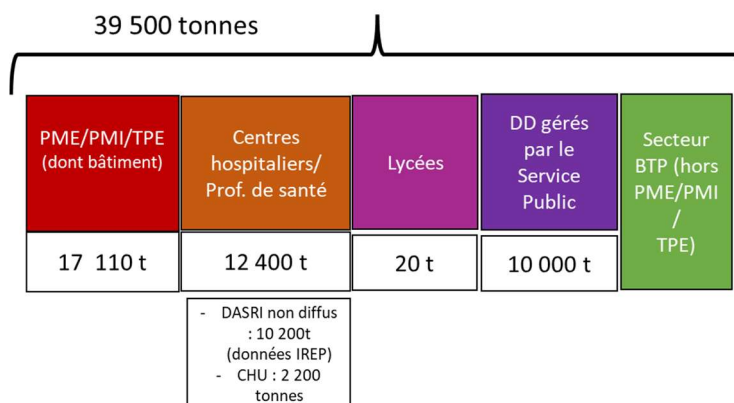 39 500 tonnes
PME/PMI/TPE
(dont bâtiment)
Centres
hospitaliers/
Prof. de santé
Lycées
DD gérés
par le
Service
Public
Secteur
BTP (hors
PME/PMI
/
TPE)
17 110 t
12 400 t
20 t
10 000 t
- DASRI non diffus
: 10 200t
(données IREP)
- CHU : 2 200
tonnes